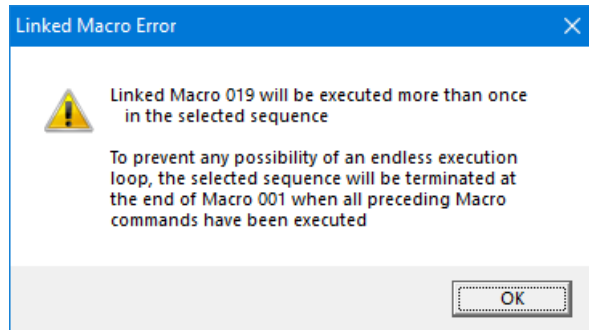 Linked Macro Error
Linked Macro 019 will be executed more than once
in the selected sequence
To prevent any possibility of an endless execution
loop, the selected sequence will be terminated at
the end of Macro 001 when all preceding Macro
commands have been executed
OK